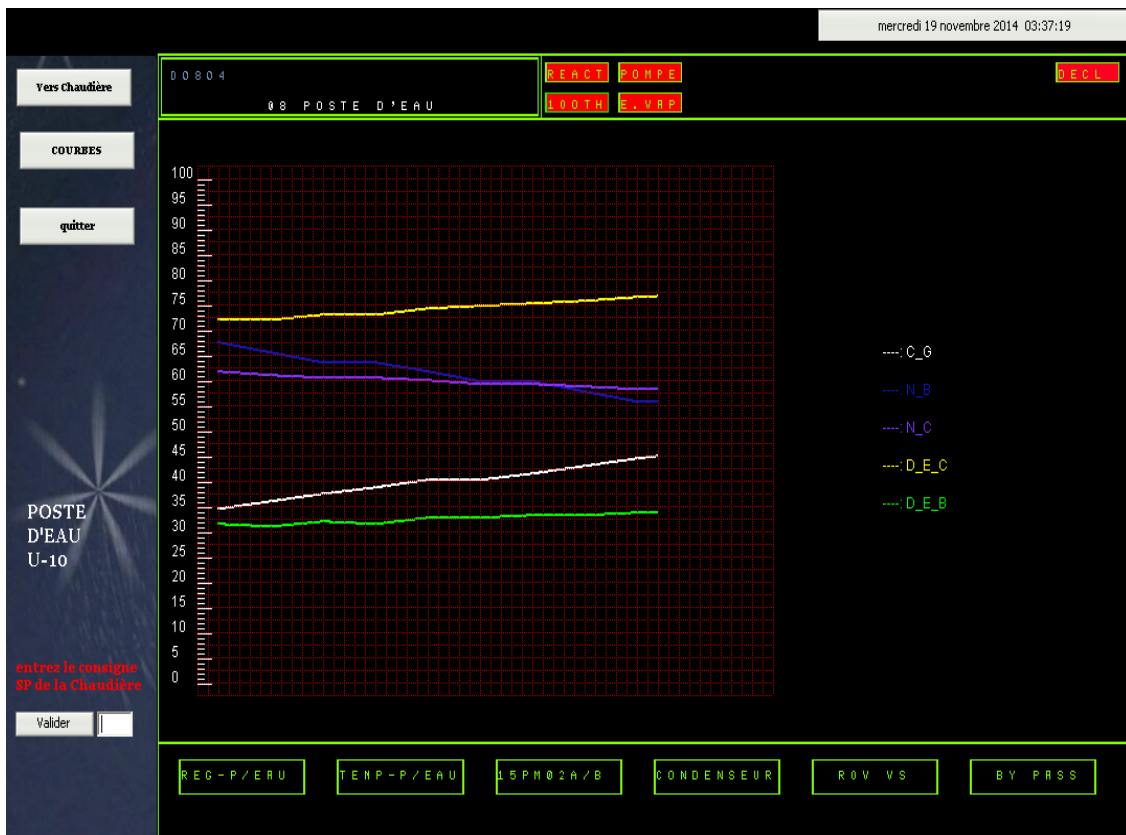 mercredi 19 novembre 2014 03:37:19
Vers Chaudière
COURBES
quitter
POSTE
D'EAU
U-10
entrez le consigne
SP de la Chaudière
Valider
D0804
08 POSTE D'EAU
REACT POMPE
100TH E.VAP
DECL
100
95
90
85
80
75
70
65
60
55
50
45
40
35
30
25
20
15
10
5
0
----: C_G
----: N_B
----: N_C
----: D_E_C
----: D_E_B
REG-P/EAU
TEMP-P/EAU
15PM02A/B
CONDENSEUR
ROV VS
BY PASS